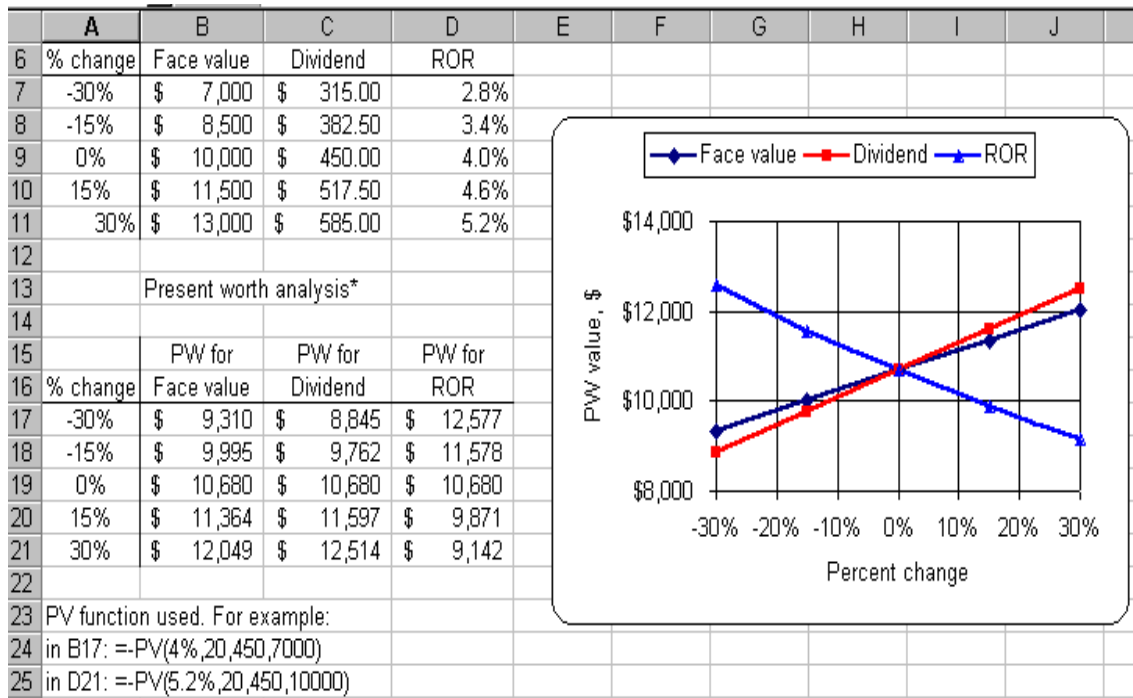 A B C D E F G H I J
6 % change Face value Dividend ROR
7 -30% $ 7,000 $ 315.00 2.8%
8 -15% $ 8,500 $ 382.50 3.4%
9 0% $ 10,000 $ 450.00 4.0%
10 15% $ 11,500 $ 517.50 4.6%
11 30% $ 13,000 $ 585.00 5.2%
12
13 Present worth analysis*
14
15 PW for PW for PW for
16 % change Face value Dividend ROR
17 -30% $ 9,310 $ 8,845 $ 12,577
18 -15% $ 9,995 $ 9,762 $ 11,578
19 0% $ 10,680 $ 10,680 $ 10,680
20 15% $ 11,364 $ 11,597 $ 9,871
21 30% $ 12,049 $ 12,514 $ 9,142
22
23 PV function used. For example:
24 in B17: =-PV(4%,20,450,7000)
25 in D21: =-PV(5.2%,20,450,10000)
Face value Dividend ROR
$14,000
$12,000
$10,000
$8,000
PW value, $
-30% -20% -10% 0% 10% 20% 30%
Percent change